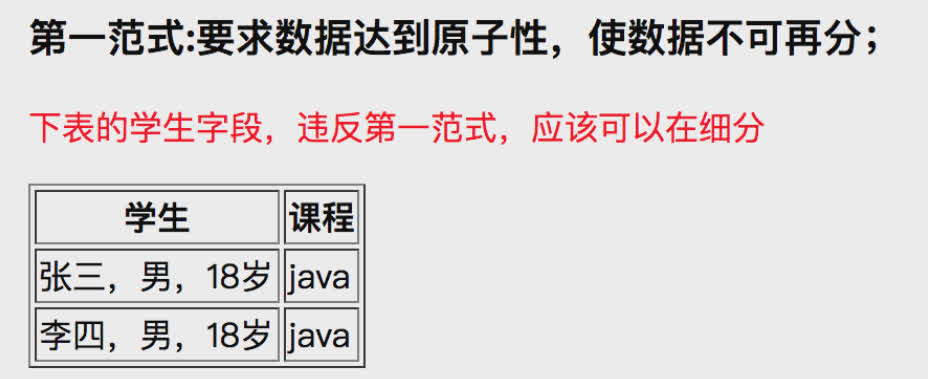 第一范式:要求数据达到原子性，使数据不可再分；
下表的学生字段，违反第一范式，应该可以在细分
学生 课程
张三，男，18岁 java
李四，男，18岁 java